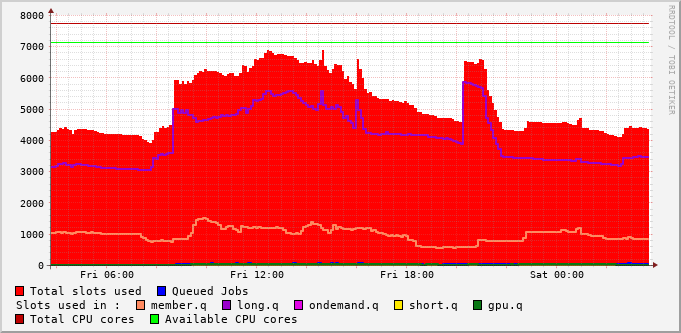 8000
7000
6000
5000
4000
3000
2000
1000
0
Fri 06:00 Fri 12:00 Fri 18:00 Sat 00:00
RRDTOOL / TOBI OETIKER
Total slots used Queued Jobs
Slots used in : member.q long.q ondemand.q short.q gpu.q
Total CPU cores Available CPU cores